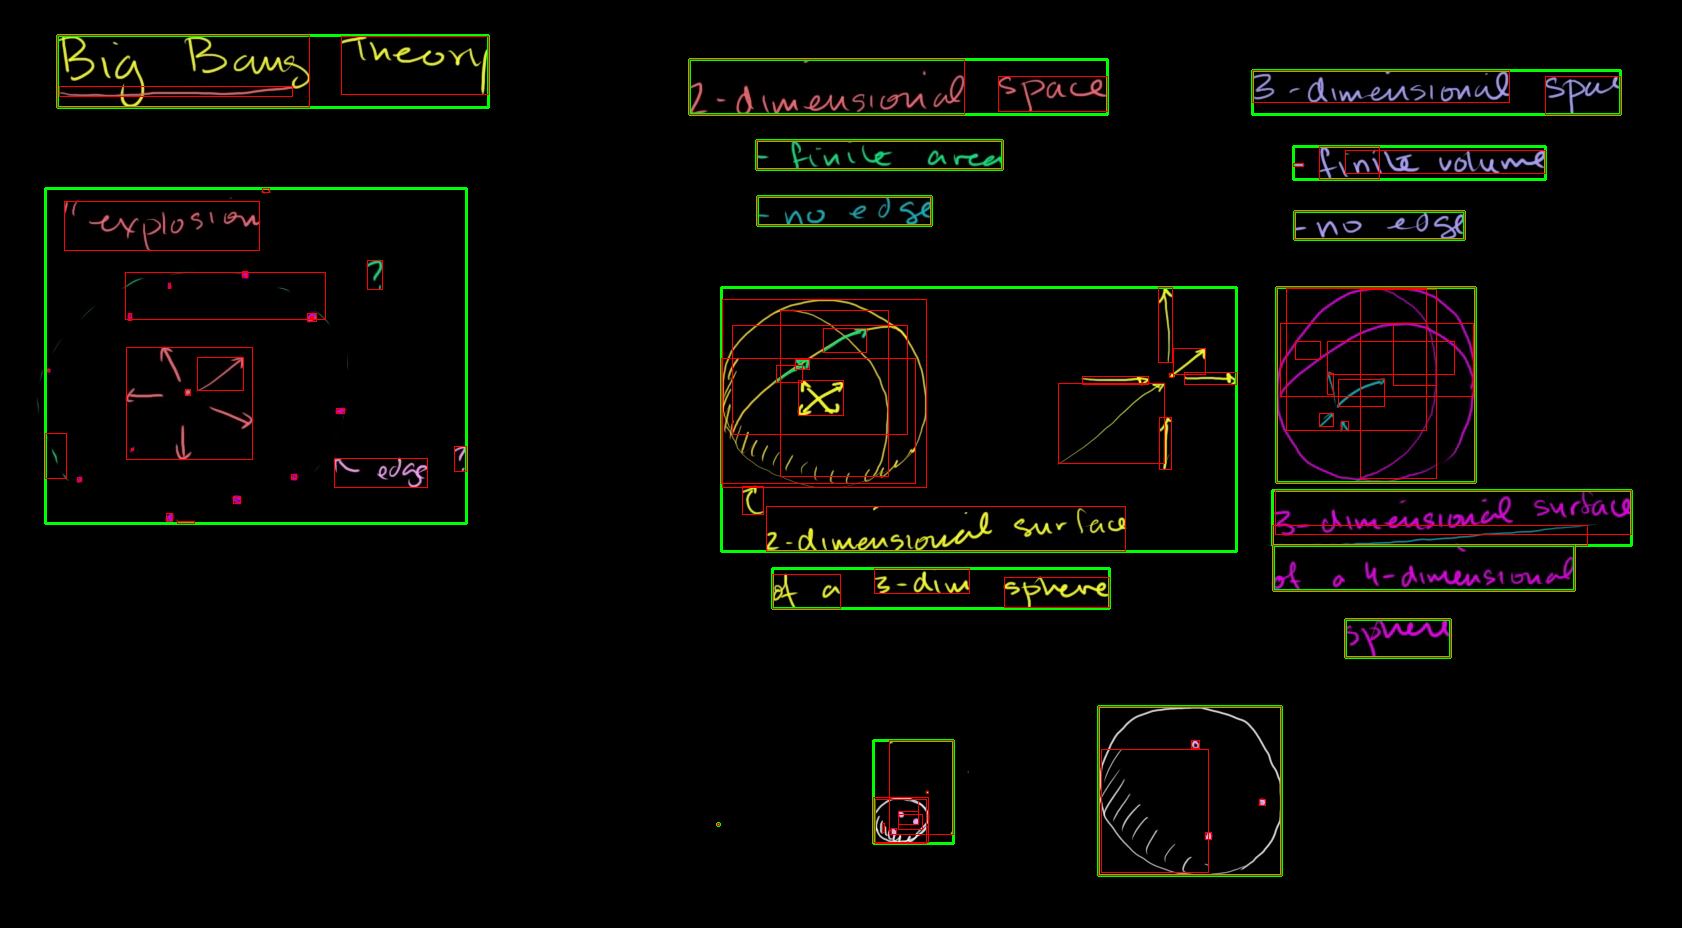 Big Bang Theory
"explosion
?
edge
?
2-dimensional space
- finite area
- no edge
2-dimensional surface
of a 3-dim sphere
3-dimensional spac
- finite volume
- no edge
3-dimensional surface
of a 4-dimensional
sphere